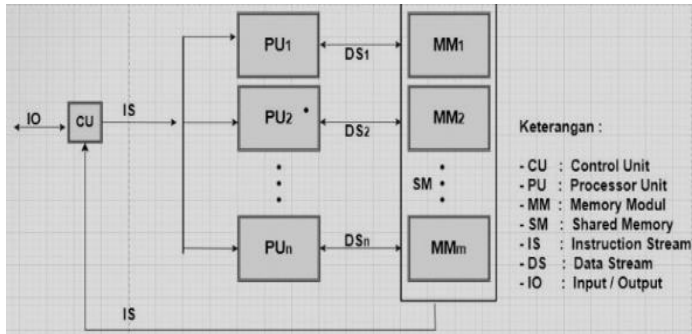 PU1
DS1
MM1
IO
CU
IS
PU2
DS2
MM2
SM
PUn
DSn
MMm
IS
Keterangan :
- CU : Control Unit
- PU : Processor Unit
- MM : Memory Modul
- SM : Shared Memory
- IS : Instruction Stream
- DS : Data Stream
- IO : Input / Output